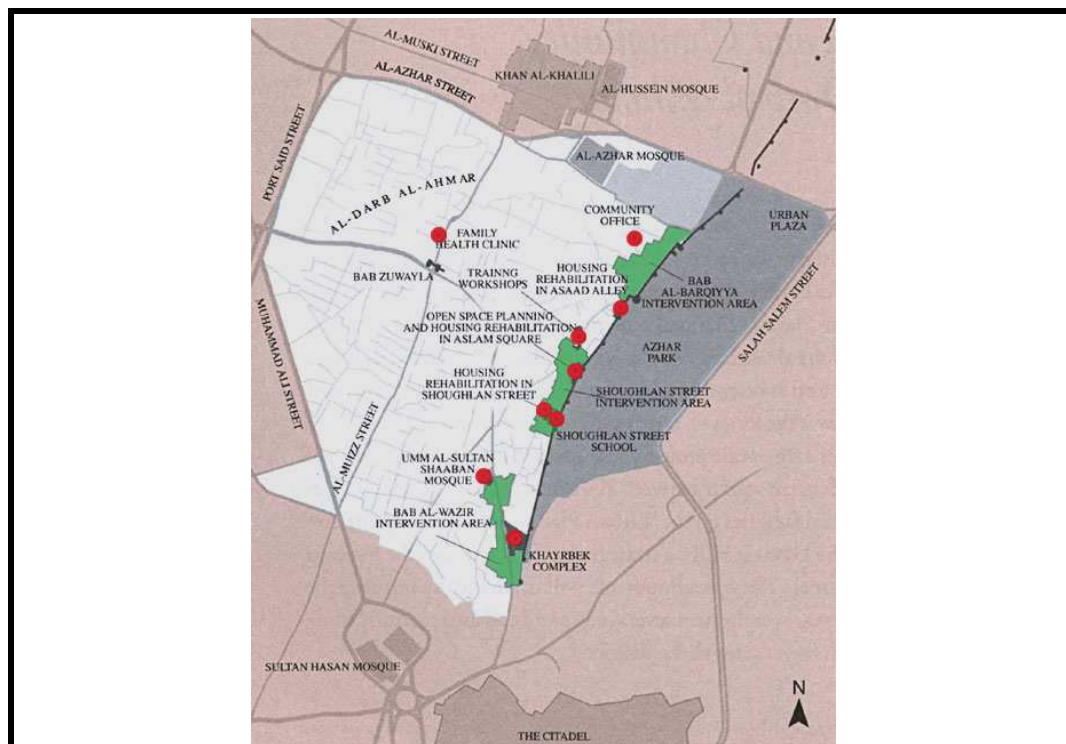 AL-MUSKI STREET
AL-AZHAR STREET
KHAN AL-KHALILI
AL-HUSSEIN MOSQUE
PORT SAID STREET
AL-AZHAR MOSQUE
AL-DARB AL-AHMAR
COMMUNITY
OFFICE
URBAN
PLAZA
FAMILY
HEALTH CLINIC
BAB ZUWAYLA
TRAINNG
WORKSHOPS
HOUSING
REHABILITATION
IN ASAAD ALLEY
BAB
AL-BARQIYYA
INTERVENTION AREA
SALAH SALEM STREET
OPEN SPACE PLANNING
AND HOUSING REHABILITATION
IN ASLAM SQUARE
AZHAR
PARK
MUHAMMAD ALI STREET
HOUSING
REHABILITATION IN
SHOUGHLAN STREET
SHOUGHLAN STREET
INTERVENTION AREA
SHOUGHLAN STREET
SCHOOL
AL-MUIZZ STREET
UMM AL-SULTAN
SHAABAN
MOSQUE
BAB AL-WAZIR
INTERVENTION AREA
KHAYRBEK
COMPLEX
SULTAN HASAN MOSQUE
N
THE CITADEL